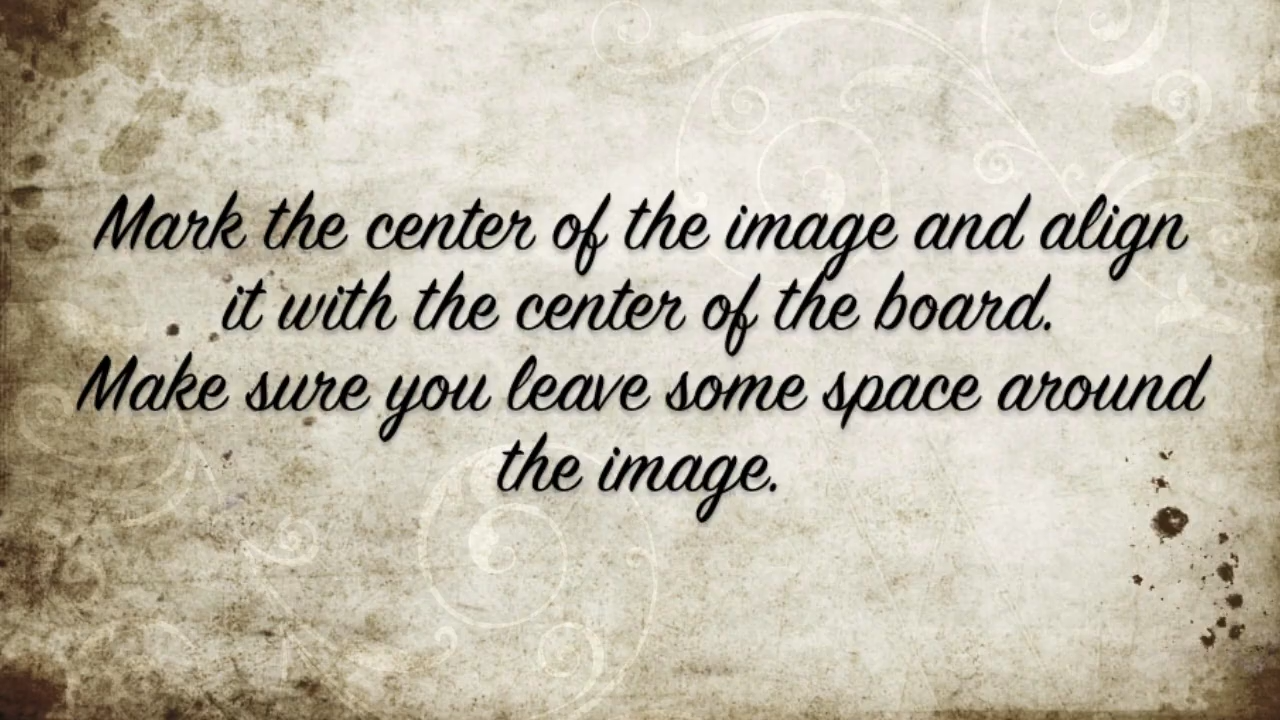 Mark the center of the image and align
it with the center of the board.
Make sure you leave some space around
the image.